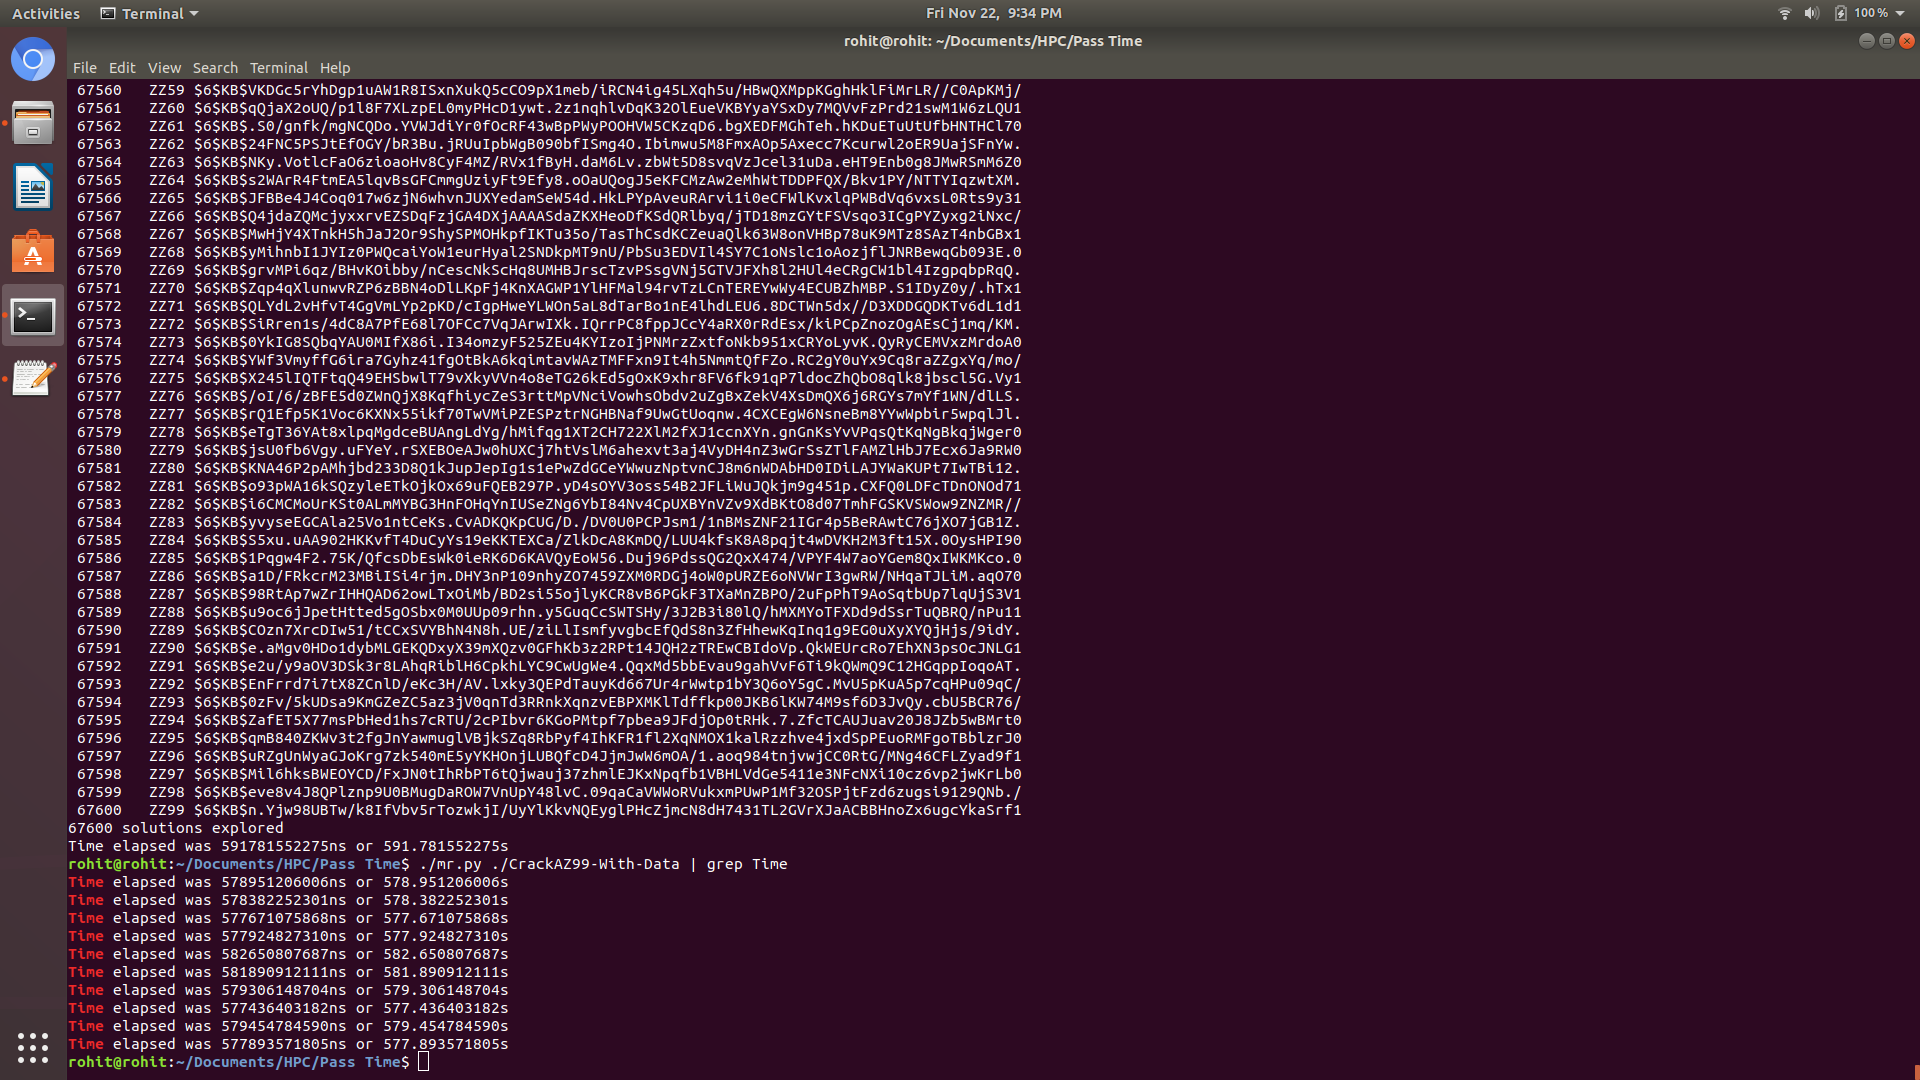 Activities Terminal Fri Nov 22, 9:34 PM 100%
rohit@rohit: ~/Documents/HPC/Pass Time
File Edit View Search Terminal Help
67560 ZZ59 $6$KB$VKDGc5rYhDgp1uAW1R8ISxnXukQ5cCO9pX1meb/iRCN4ig45LXqh5u/HBwQXMppKGghHklFiMrLR//C0ApKMj/
67561 ZZ60 $6$KB$qQjaX2oUQ/p1l8F7XLzpEL0myPHcD1ywt.2z1nqhlvDqK32OlEueVKBYyaYSxDy7MQVvFzPrd21swM1W6zLQU1
67562 ZZ61 $6$KB$.S0/gnfk/mgNCQDo.YVWJdiYr0fOcRF43wBpPWyPOOHVW5CKzqD6.bgXEDFMGhTeh.hKDuETuUtUfbHNTHCl70
67563 ZZ62 $6$KB$24FNC5PSJtEfOGY/bR3Bu.jRUuIpbWgB090bfISmg4O.Ibimwu5M8FmxAOp5Axecc7Kcurwl2oER9UajSFnYw.
67564 ZZ63 $6$KB$NKy.VotlcFaO6zioaoHv8CyF4MZ/RVx1fByH.daM6Lv.zbWt5D8svqVzJcel31uDa.eHT9Enb0g8JMwRSmM6Z0
67565 ZZ64 $6$KB$s2WArR4FtmEA5lqvBsGFCmmgUziyFt9Efy8.oOaUQogJ5eKFCMzAw2eMhWtTDDPFQX/Bkv1PY/NTTYIqzwtXM.
67566 ZZ65 $6$KB$JFBBe4J4Coq017w6zjN6whvnJUXYedamSeW54d.HkLPYpAveuRArvi1i0eCFWlKvxlqPWBdVq6vxsL0Rts9y31
67567 ZZ66 $6$KB$Q4jdaZQMcjyxxrvEZSDqFzjGA4DXjAAAASdaZKXHeoDfKSdQRlbyq/jTD18mzGYtFSVsqo3ICgPYZyxg2iNxc/
67568 ZZ67 $6$KB$MwHjY4XTnkH5hJaJ2Or9ShySPMOHkpfIKTu35o/TasThCsdKCZeuaQlk63W8onVHBp78uK9MTz8SAzT4nbGBx1
67569 ZZ68 $6$KB$yMihnbI1JYIz0PWQcaiYoW1eurHyal2SNDkpMT9nU/PbSu3EDVIl4SY7C1oNslc1oAozjflJNRBewqGb093E.0
67570 ZZ69 $6$KB$grvMPi6qz/BHvKOibby/nCescNkScHq8UMHBJrscTzvPSsgVNj5GTVJFXh8l2HUl4eCRgCW1bl4IzgpqbpRqQ.
67571 ZZ70 $6$KB$Zqp4qXlunwvRZP6zBBN4oDlLKpFj4KnXAGWP1YlHFMal94rvTzLCnTEREYwWy4ECUBZhMBP.S1IDyZ0y/.hTx1
67572 ZZ71 $6$KB$QLYdL2vHfvT4GgVmLYp2pKD/cIgpHweYLWOn5aL8dTarBo1nE4lhdLEU6.8DCTWn5dx//D3XDDGQDKTv6dL1d1
67573 ZZ72 $6$KB$SiRren1s/4dC8A7PfE68l7OFCc7VqJArwIXk.IQrrPC8fppJCcY4aRX0rRdEsx/kiPCpZnozOgAEsCj1mq/KM.
67574 ZZ73 $6$KB$0YkIG8SQbqYAU0MIfX86i.I34omzyF525ZEu4KYIzoIjPNMrzZxtfoNkb951xCRYoLyvK.QyRyCEMVxzMrdoA0
67575 ZZ74 $6$KB$YWf3VmyffG6ira7Gyhz41fgOtBkA6kqimtavWAzTMFFxn9It4h5NmmtQfFZo.RC2gY0uYx9Cq8raZZgxYq/mo/
67576 ZZ75 $6$KB$X245lIQTFtqQ49EHSbwlT79vXkyVVn4o8eTG26kEd5gOxK9xhr8FV6fk91qP7ldocZhQbO8qlk8jbscl5G.Vy1
67577 ZZ76 $6$KB$/oI/6/zBFE5d0ZWnQjX8KqfhiycZeS3rttMpVNciVowhsObdv2uZgBxZekV4XsDmQX6j6RGYs7mYf1WN/dlLS.
67578 ZZ77 $6$KB$rQ1Efp5K1Voc6KXNx55ikf70TwVMiPZESPztrNGHBNaf9UwGtUoqnw.4CXCEgW6NsneBm8YYwWpbir5wpqlJl.
67579 ZZ78 $6$KB$eTgT36YAt8xlpqMgdceBUAngLdYg/hMifqg1XT2CH722XlM2fXJ1ccnXYn.gnGnKsYvVPqsQtKqNgBkqjWger0
67580 ZZ79 $6$KB$jsU0fb6Vgy.uFYeY.rSXEBOeAJw0hUXCj7htVslM6ahexvt3aj4VyDH4nZ3wGrSsZTlFAMZlHbJ7Ecx6Ja9RW0
67581 ZZ80 $6$KB$KNA46P2pAMhjbd233D8Q1kJupJepIg1s1ePwZdGCeYWwuzNptvnCJ8m6nWDAbHD0IDiLAJYWaKUPt7IwTBi12.
67582 ZZ81 $6$KB$o93pWA16kSQzyleETkOjkOx69uFQEB297P.yD4sOYV3oss54B2JFLiWuJQkjm9g451p.CXFQ0LDFcTDnONOd71
67583 ZZ82 $6$KB$i6CMCMoUrKSt0ALmMYBG3HnFOHqYnIUSeZNg6YbI84Nv4CpUXBYnVZv9XdBKtO8d07TmhFGSKVSWow9ZNZMR//
67584 ZZ83 $6$KB$yvyseEGCAla25Vo1ntCeKs.CvADKQKpCUG/D./DV0U0PCPJsm1/1nBMsZNF21IGr4p5BeRAwtC76jXO7jGB1Z.
67585 ZZ84 $6$KB$S5xu.uAA902HKKvfT4DuCyYs19eKKTEXCa/ZlkDcA8KmDQ/LUU4kfsK8A8pqjt4wDVKH2M3ft15X.0OysHPI90
67586 ZZ85 $6$KB$1Pqgw4F2.75K/QfcsDbEsWk0ieRK6D6KAVQyEoW56.Duj96PdssQG2QxX474/VPYF4W7aoYGem8QxIWKMKco.0
67587 ZZ86 $6$KB$a1D/FRkcrM23MBiISi4rjm.DHY3nP109nhyZO7459ZXM0RDGj4oW0pURZE6oNVWrI3gwRW/NHqaTJLiM.aqO70
67588 ZZ87 $6$KB$98RtAp7wZrIHHQAD62owLTxOiMb/BD2si55ojlyKCR8vB6PGkF3TXaMnZBPO/2uFpPhT9AoSqtbUp7lqUjS3V1
67589 ZZ88 $6$KB$u9oc6jJpetHtted5gOSbx0M0UUp09rhn.y5GuqCcSWTSHy/3J2B3i80lQ/hMXMYoTFXDd9dSsrTuQBRQ/nPu11
67590 ZZ89 $6$KB$COzn7XrcDIw51/tCCxSVYBhN4N8h.UE/ziLlIsmfyvgbcEfQdS8n3ZfHhewKqInq1g9EG0uXyXYQjHjs/9idY.
67591 ZZ90 $6$KB$e.aMgv0HDo1dybMLGEKQDxyX39mXQzv0GFhKb3z2RPt14JQH2zTREwCBIdoVp.QkWEUrcRo7EhXN3psOcJNLG1
67592 ZZ91 $6$KB$e2u/y9aOV3DSk3r8LAhqRiblH6CpkhLYC9CwUgWe4.QqxMd5bbEvau9gahVvF6Ti9kQWmQ9C12HGqppIoqoAT.
67593 ZZ92 $6$KB$EnFrrd7i7tX8ZCnlD/eKc3H/AV.lxky3QEPdTauyKd667Ur4rWwtp1bY3Q6oY5gC.MvU5pKuA5p7cqHPu09qC/
67594 ZZ93 $6$KB$0zFv/5kUDsa9KmGZeZC5az3jV0qnTd3RRnkXqnzvEBPXMKlTdffkp00JKB6lKW74M9sf6D3JvQy.cbU5BCR76/
67595 ZZ94 $6$KB$ZafET5X77msPbHed1hs7cRTU/2cPIbvr6KGoPMtpf7pbea9JFdjOp0tRHk.7.ZfcTCAUJuav20J8JZb5wBMrt0
67596 ZZ95 $6$KB$qmB840ZKWv3t2fgJnYawmuglVBjkSZq8RbPyf4IhKFR1fl2XqNMOX1kalRzzhve4jxdSpPEuoRMFgoTBblzrJ0
67597 ZZ96 $6$KB$uRZgUnWyaGJoKrg7zk540mE5yYKHOnjLUBQfcD4JjmJwW6mOA/1.aoq984tnjvwjCC0RtG/MNg46CFLZyad9f1
67598 ZZ97 $6$KB$Mil6hksBWEOYCD/FxJN0tIhRbPT6tQjwauj37zhmlEJKxNpqfb1VBHLVdGe5411e3NFcNXi10cz6vp2jwKrLb0
67599 ZZ98 $6$KB$eve8v4J8QPlznp9U0BMugDaROW7VnUpY48lvC.09qaCaVWWoRVukxmPUwP1Mf32OSPjtFzd6zugsi9129QNb./
67600 ZZ99 $6$KB$n.Yjw98UBTw/k8IfVbv5rTozwkjI/UyYlKkvNQEyglPHcZjmcN8dH7431TL2GVrXJaACBBHnoZx6ugcYkaSrf1
67600 solutions explored
Time elapsed was 591781552275ns or 591.781552275s
rohit@rohit:~/Documents/HPC/Pass Time$ ./mr.py ./CrackAZ99-With-Data | grep Time
Time elapsed was 578951206006ns or 578.951206006s
Time elapsed was 578382252301ns or 578.382252301s
Time elapsed was 577671075868ns or 577.671075868s
Time elapsed was 577924827310ns or 577.924827310s
Time elapsed was 582650807687ns or 582.650807687s
Time elapsed was 581890912111ns or 581.890912111s
Time elapsed was 579306148704ns or 579.306148704s
Time elapsed was 577436403182ns or 577.436403182s
Time elapsed was 579454784590ns or 579.454784590s
Time elapsed was 577893571805ns or 577.893571805s
rohit@rohit:~/Documents/HPC/Pass Time$